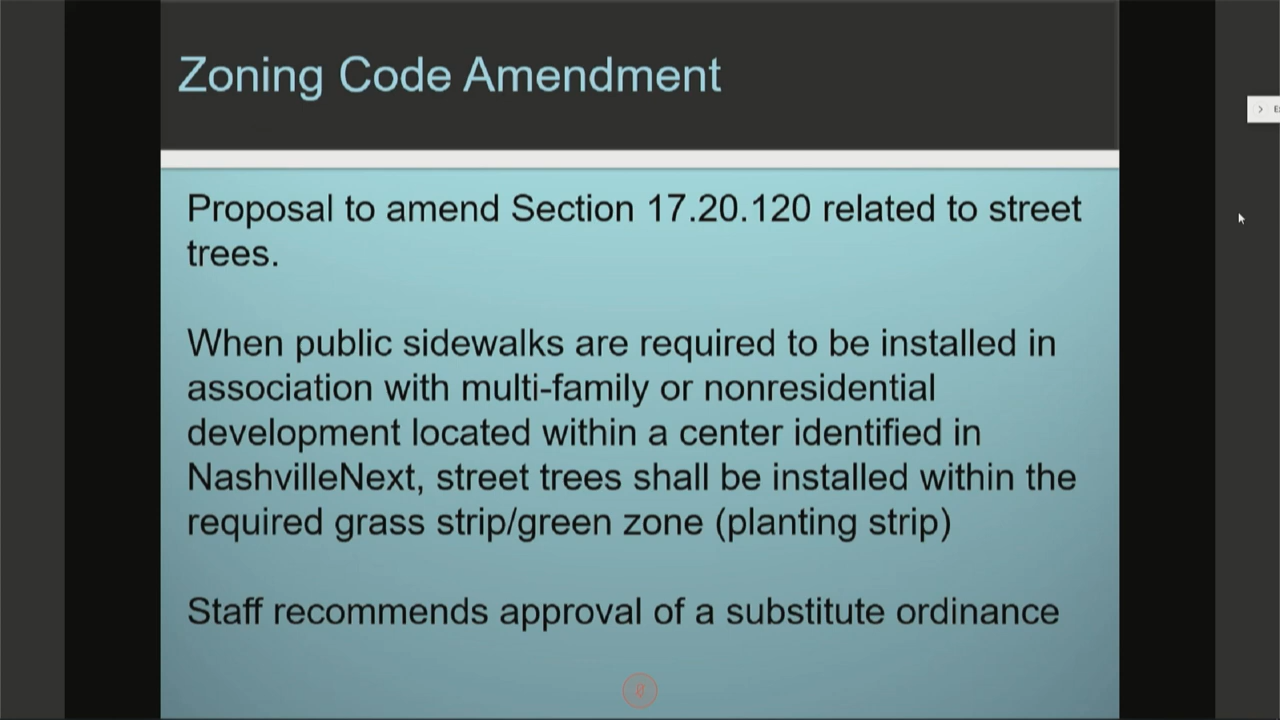 Zoning Code Amendment
Proposal to amend Section 17.20.120 related to street
trees.
When public sidewalks are required to be installed in
association with multi-family or nonresidential
development located within a center identified in
NashvilleNext, street trees shall be installed within the
required grass strip/green zone (planting strip)
Staff recommends approval of a substitute ordinance